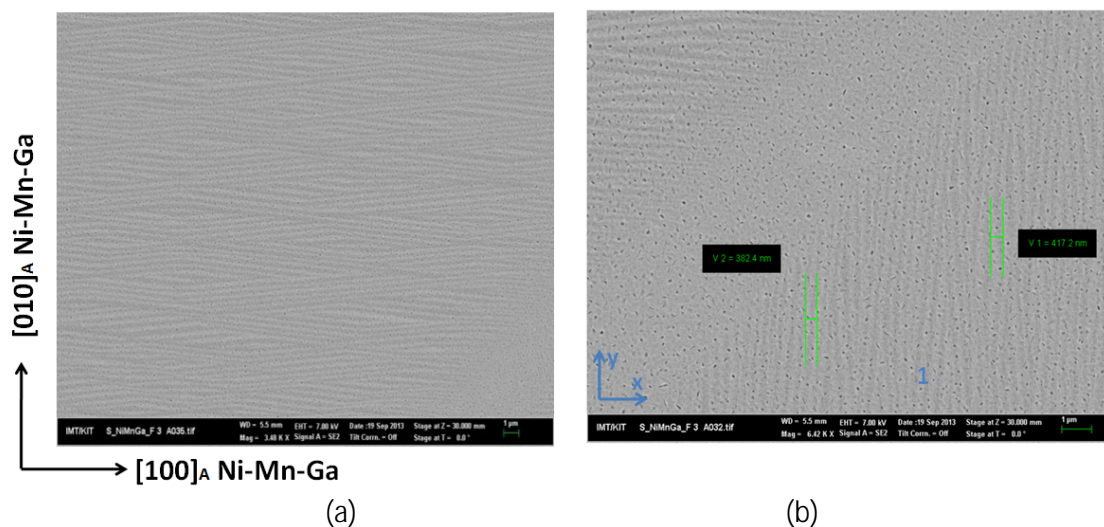 [010]A Ni-Mn-Ga
V 2 = 382.4 nm
V 1 = 417.2 nm
y
x
1
IMT/KIT S_NiMnGa_F 3 A035.tif
WD = 5.5 mm EHT = 7.00 kV Date :19 Sep 2013 Stage at Z = 30.000 mm 1 µm
Mag = 3.48 K X Signal A = SE2 Tilt Corrn. = Off Stage at T = 0.0 °
IMT/KIT S_NiMnGa_F 3 A032.tif
WD = 5.5 mm EHT = 7.00 kV Date :19 Sep 2013 Stage at Z = 30.000 mm 1 µm
Mag = 6.42 K X Signal A = SE2 Tilt Corrn. = Off Stage at T = 0.0 °
[100]A Ni-Mn-Ga
(a)
(b)